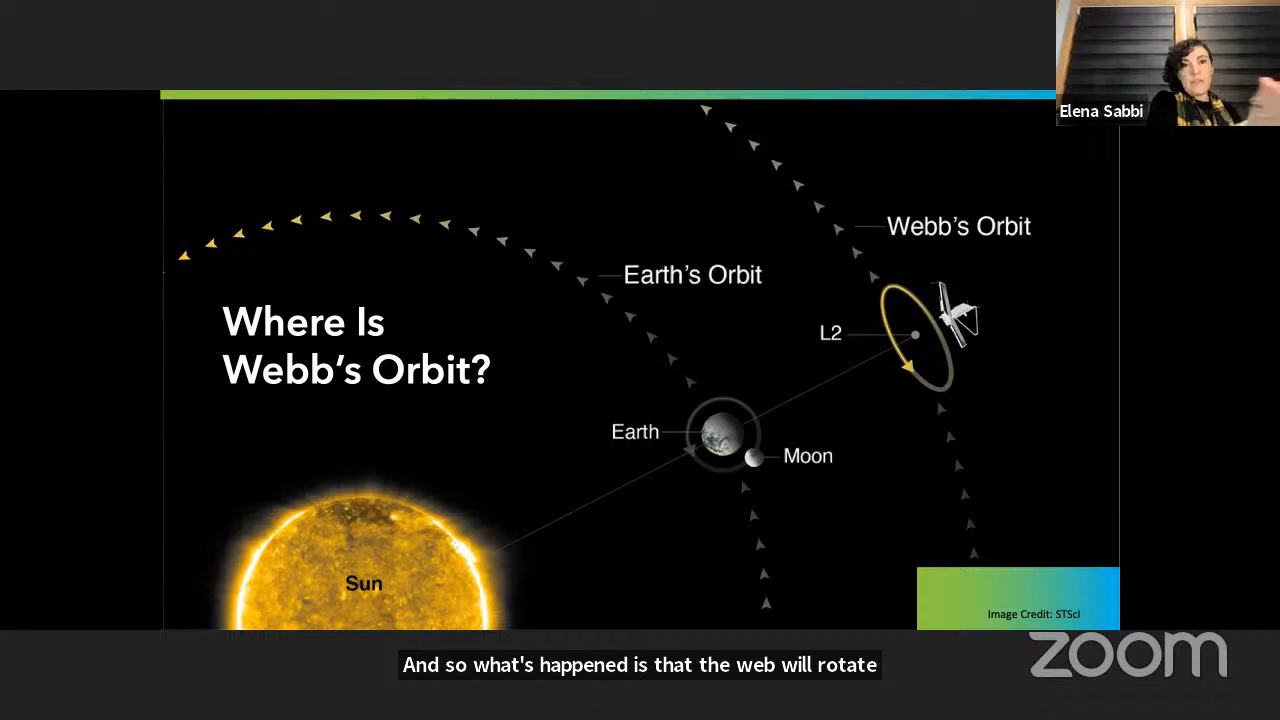 Elena Sabbi
Webb's Orbit
Earth's Orbit
Where Is
Webb's Orbit?
L2
Earth
Moon
Sun
Image Credit: STScI
And so what's happened is that the web will rotate
zoom